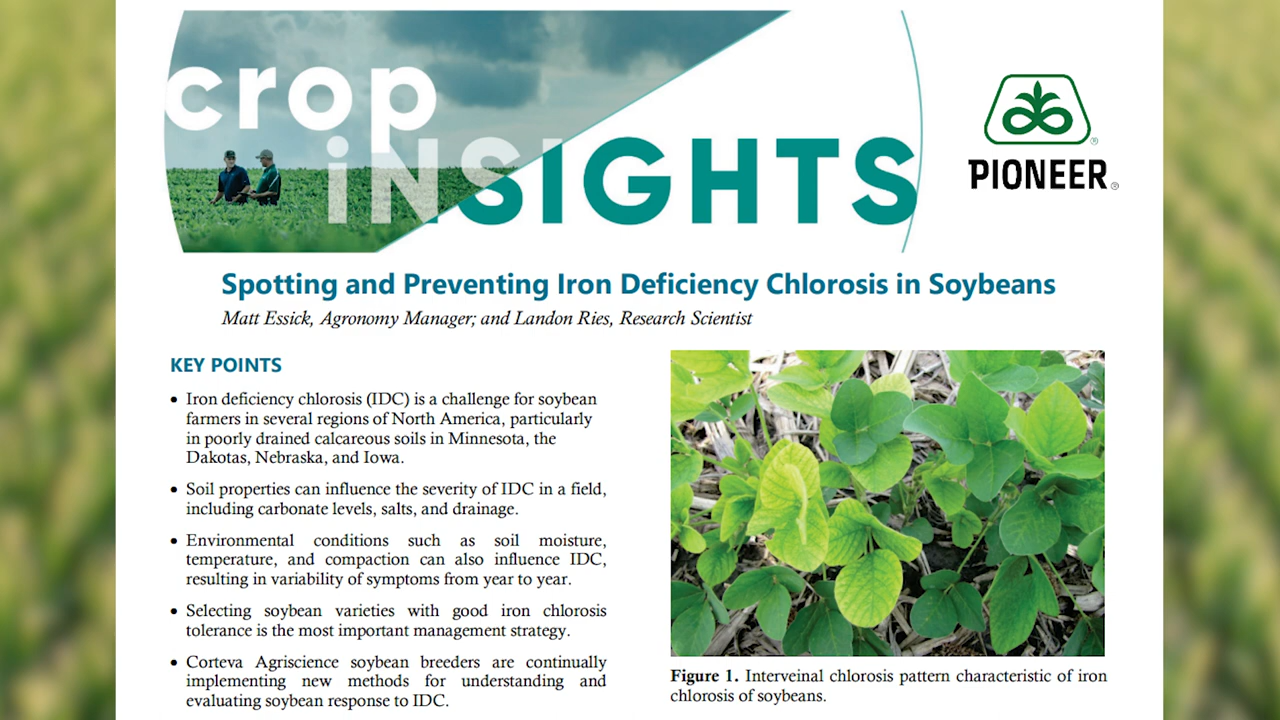 crop
iNSIGHTS
PIONEER®
Spotting and Preventing Iron Deficiency Chlorosis in Soybeans
Matt Essick, Agronomy Manager; and Landon Ries, Research Scientist
KEY POINTS
• Iron deficiency chlorosis (IDC) is a challenge for soybean
farmers in several regions of North America, particularly
in poorly drained calcareous soils in Minnesota, the
Dakotas, Nebraska, and Iowa.
• Soil properties can influence the severity of IDC in a field,
including carbonate levels, salts, and drainage.
• Environmental conditions such as soil moisture,
temperature, and compaction can also influence IDC,
resulting in variability of symptoms from year to year.
• Selecting soybean varieties with good iron chlorosis
tolerance is the most important management strategy.
• Corteva Agriscience soybean breeders are continually
implementing new methods for understanding and
evaluating soybean response to IDC.
Figure 1. Interveinal chlorosis pattern characteristic of iron
chlorosis of soybeans.